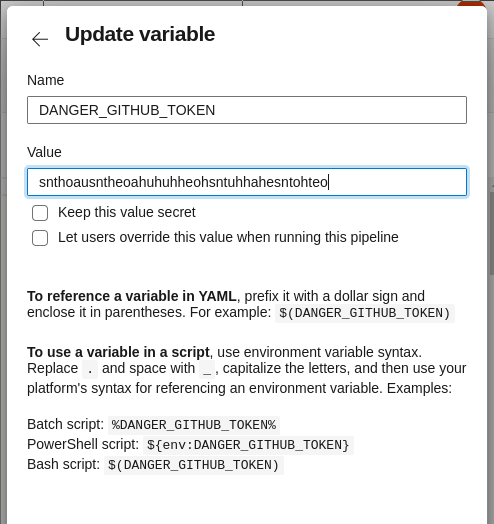 Update variable
Name
DANGER_GITHUB_TOKEN
Value
snthoausntheoahuhuhheohsntuhhahesntohteo
Keep this value secret
Let users override this value when running this pipeline
To reference a variable in YAML, prefix it with a dollar sign and
enclose it in parentheses. For example: $(DANGER_GITHUB_TOKEN)
To use a variable in a script, use environment variable syntax.
Replace . and space with _, capitalize the letters, and then use your
platform's syntax for referencing an environment variable. Examples:
Batch script: %DANGER_GITHUB_TOKEN%
PowerShell script: ${env:DANGER_GITHUB_TOKEN}
Bash script: $(DANGER_GITHUB_TOKEN)